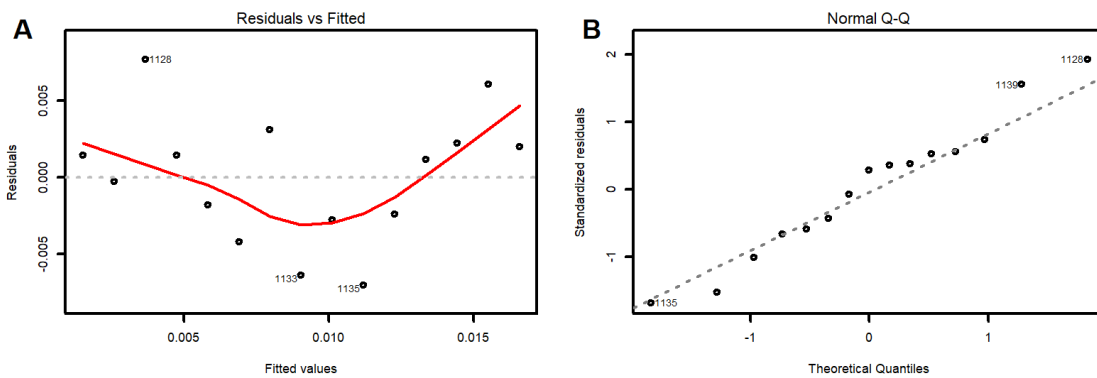 A
Residuals vs Fitted
Residuals
0.005
0.000
-0.005
1128
1133
1135
0.005
0.010
0.015
Fitted values
B
Normal Q-Q
Standardized residuals
2
1
0
-1
1128
1139
1135
-1
0
1
Theoretical Quantiles